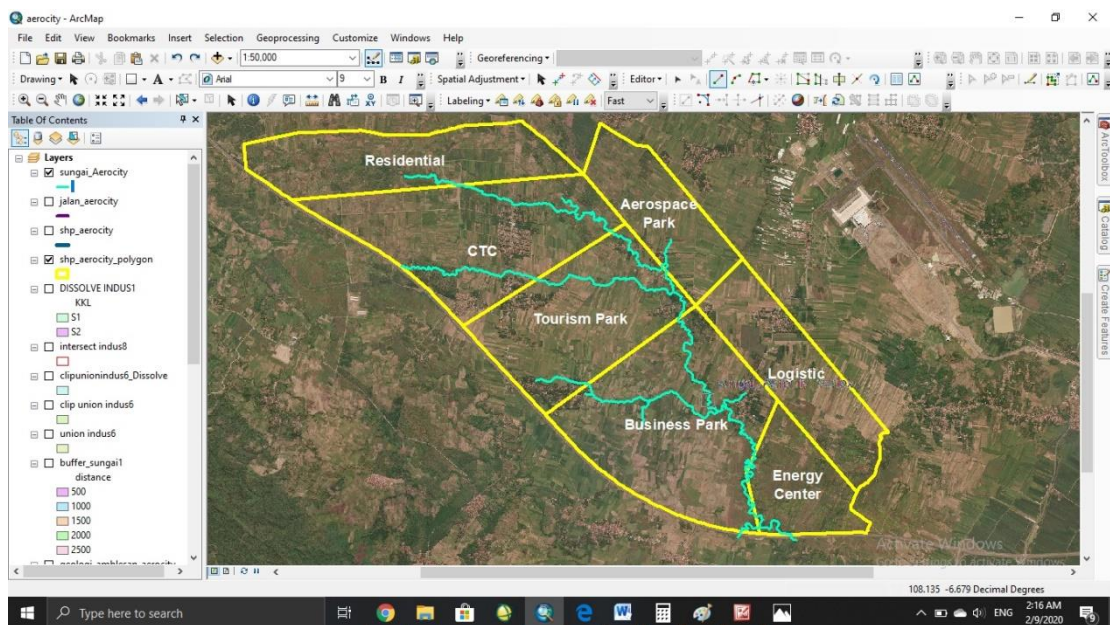 aerocity - ArcMap
File Edit View Bookmarks Insert Selection Geoprocessing Customize Windows Help
1:50,000 Georeferencing
Drawing A Arial 9 B I Spatial Adjustment Editor
Labeling Fast
Table Of Contents
Layers
sungai_Aerocity
jalan_aerocity
shp_aerocity
shp_aerocity_polygon
DISSOLVE INDUS1
KKL
S1
S2
intersect indus8
clipunionindus6_Dissolve
clip union indus6
union indus6
buffer_sungai1
distance
500
1000
1500
2000
2500
Residential
Aerospace
Park
CTC
Tourism Park
Logistic
Business Park
Energy
Center
ArcToolbox
Catalog
Create Features
Activate Windows
108.135 -6.679 Decimal Degrees
Type here to search
ENG
2:16 AM
2/9/2020